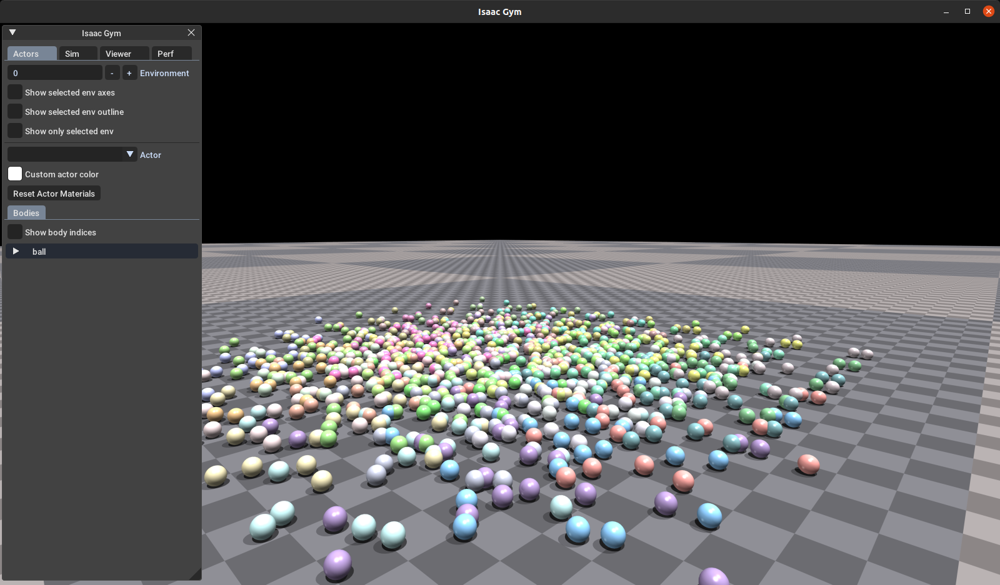 Isaac Gym
Isaac Gym
Actors Sim Viewer Perf
0 - + Environment
Show selected env axes
Show selected env outline
Show only selected env
Actor
Custom actor color
Reset Actor Materials
Bodies
Show body indices
ball